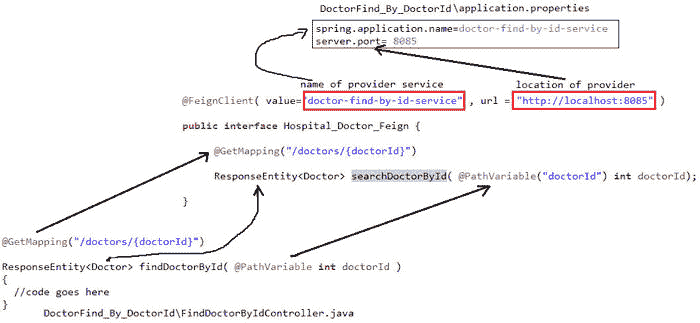 DoctorFind_By_DoctorId\application.properties
spring.application.name=doctor-find-by-id-service
server.port= 8085
name of provider service
location of provider
@FeignClient( value="doctor-find-by-id-service" , url = "http://localhost:8085" )
public interface Hospital_Doctor_Feign {
@GetMapping("/doctors/{doctorId}")
ResponseEntity<Doctor> searchDoctorById( @PathVariable("doctorId") int doctorId);
}
@GetMapping("/doctors/{doctorId}")
ResponseEntity<Doctor> findDoctorById( @PathVariable int doctorId )
{
//code goes here
}
DoctorFind_By_DoctorId\FindDoctorByIdController.java